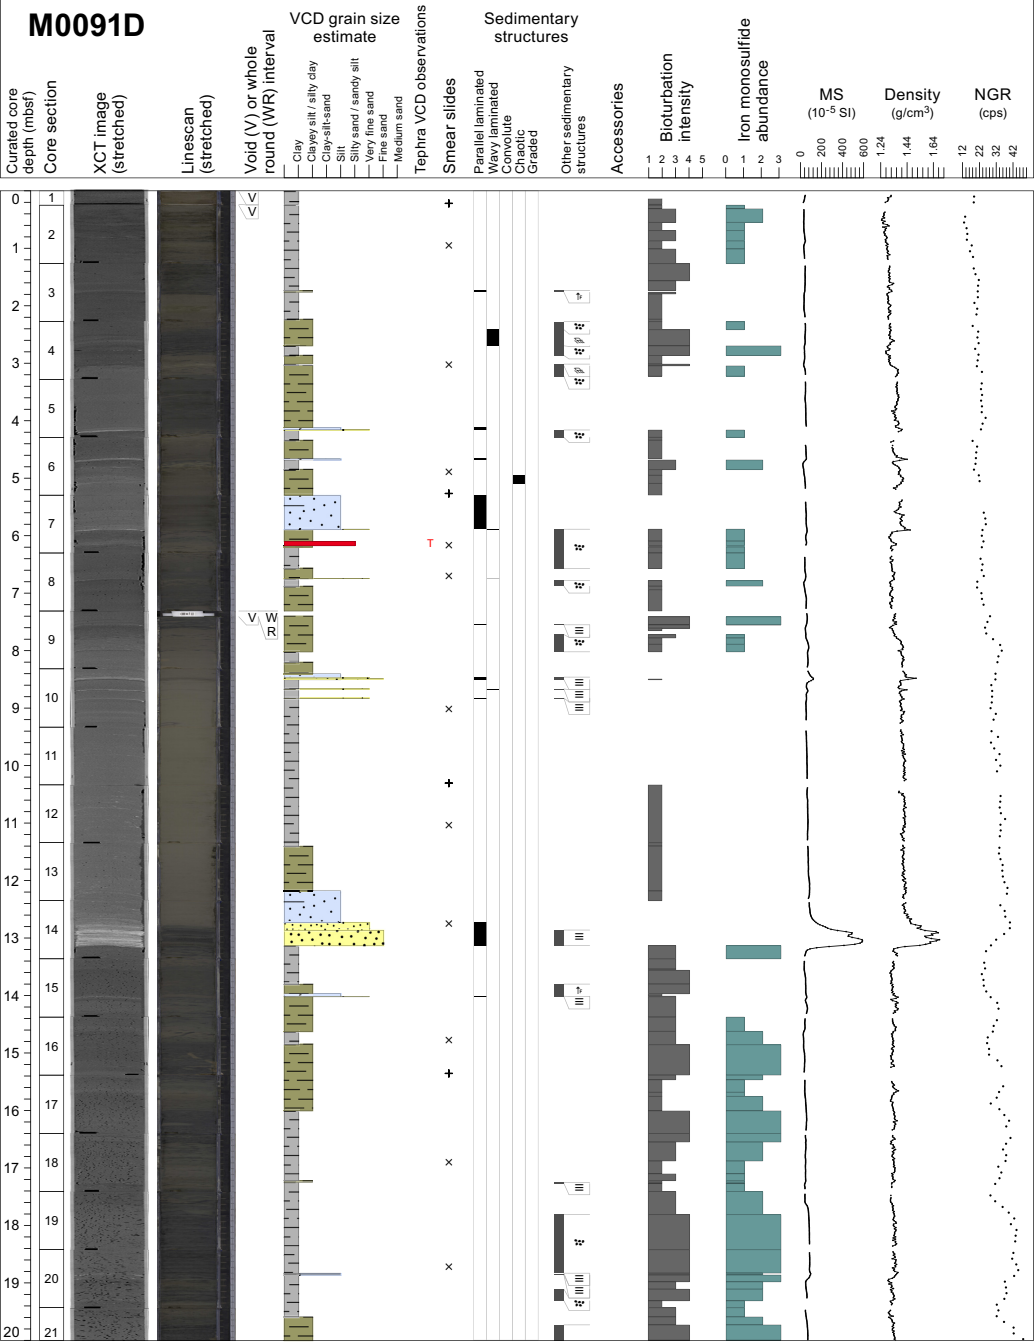 M0091D
Curated core
depth (mbsf)
Core section
XCT image
(stretched)
Linescan
(stretched)
Void (V) or whole
round (WR) interval
VCD grain size
estimate
Clay
Clayey silt / silty clay
Clay-silt-sand
Silt
Silty sand / sandy silt
Very fine sand
Fine sand
Medium sand
Tephra VCD observations
Smear slides
Sedimentary
structures
Parallel laminated
Wavy laminated
Convolute
Chaotic
Graded
Other sedimentary
structures
Accessories
Bioturbation
intensity
1 2 3 4 5
Iron monosulfide
abundance
0 1 2 3
MS
(10-5 SI)
0 200 400 600
Density
(g/cm3)
1.24 1.44 1.64
NGR
(cps)
12 22 32 42
0
1
2
3
4
5
6
7
8
9
10
11
12
13
14
15
16
17
18
19
20
1
2
3
4
5
6
7
8
9
10
11
12
13
14
15
16
17
18
19
20
21
V
V
V W
R
T